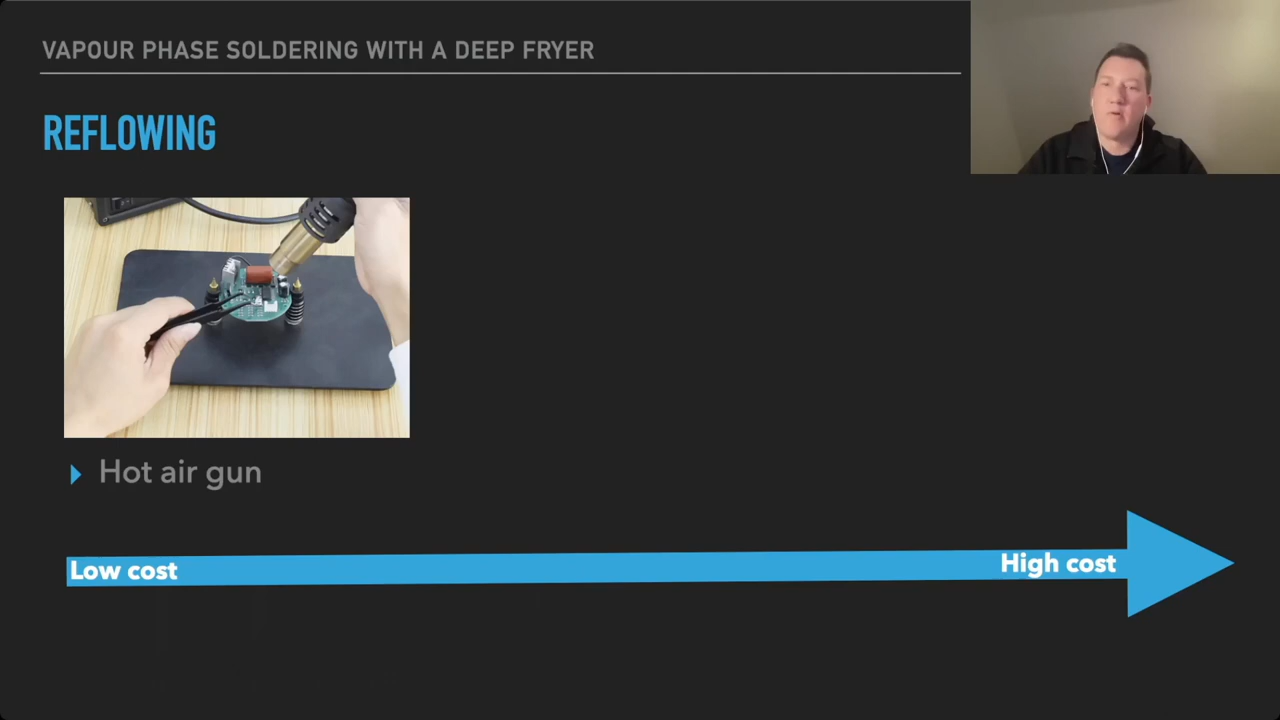 VAPOUR PHASE SOLDERING WITH A DEEP FRYER
REFLOWING
Hot air gun
Low cost
High cost